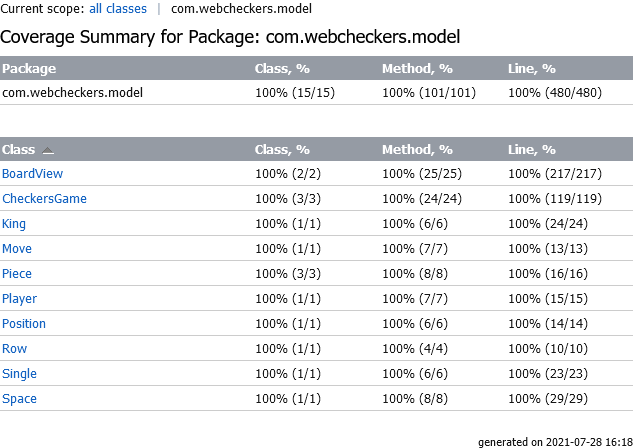 Current scope: all classes | com.webcheckers.model
Coverage Summary for Package: com.webcheckers.model
Package Class, % Method, % Line, %
com.webcheckers.model 100% (15/15) 100% (101/101) 100% (480/480)
Class Class, % Method, % Line, %
BoardView 100% (2/2) 100% (25/25) 100% (217/217)
CheckersGame 100% (3/3) 100% (24/24) 100% (119/119)
King 100% (1/1) 100% (6/6) 100% (24/24)
Move 100% (1/1) 100% (7/7) 100% (13/13)
Piece 100% (3/3) 100% (8/8) 100% (16/16)
Player 100% (1/1) 100% (7/7) 100% (15/15)
Position 100% (1/1) 100% (6/6) 100% (14/14)
Row 100% (1/1) 100% (4/4) 100% (10/10)
Single 100% (1/1) 100% (6/6) 100% (23/23)
Space 100% (1/1) 100% (8/8) 100% (29/29)
generated on 2021-07-28 16:18